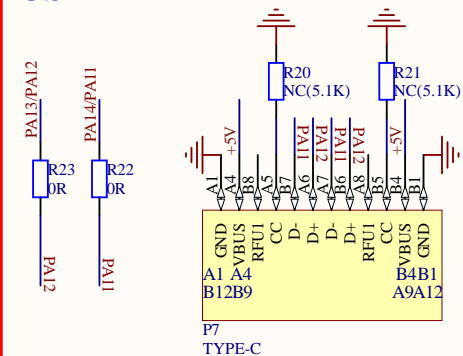 R20
NC(5.1K)
R21
NC(5.1K)
PA13/PA12
PA14/PA11
R23
0R
R22
0R
PA12
PA11
+5V
PA11
PA12
PA11
PA12
+5V
A1
A4
B8
A5
B7
A6
A7
B6
A8
B5
B4
B1
GND
VBUS
RFU1
CC
D-
D+
D-
D+
RFU1
CC
VBUS
GND
A1 A4
B4B1
B12B9
A9A12
P7
TYPE-C